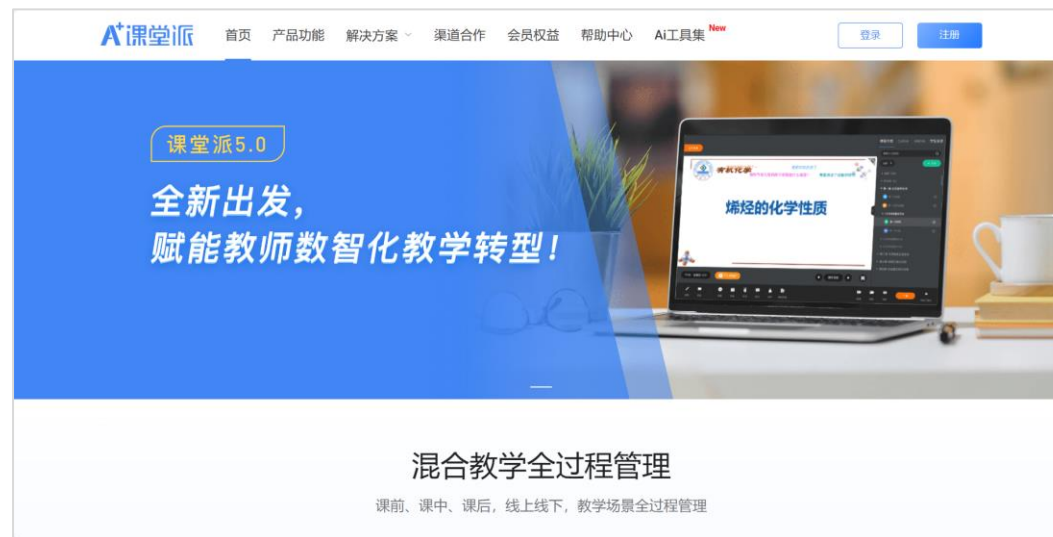 A+课堂派
首页 产品功能 解决方案 渠道合作 会员权益 帮助中心 Ai工具集 New
登录 注册
课堂派5.0
全新出发，
赋能教师数智化教学转型！
有机化学
烯烃的化学性质
混合教学全过程管理
课前、课中、课后，线上线下，教学场景全过程管理